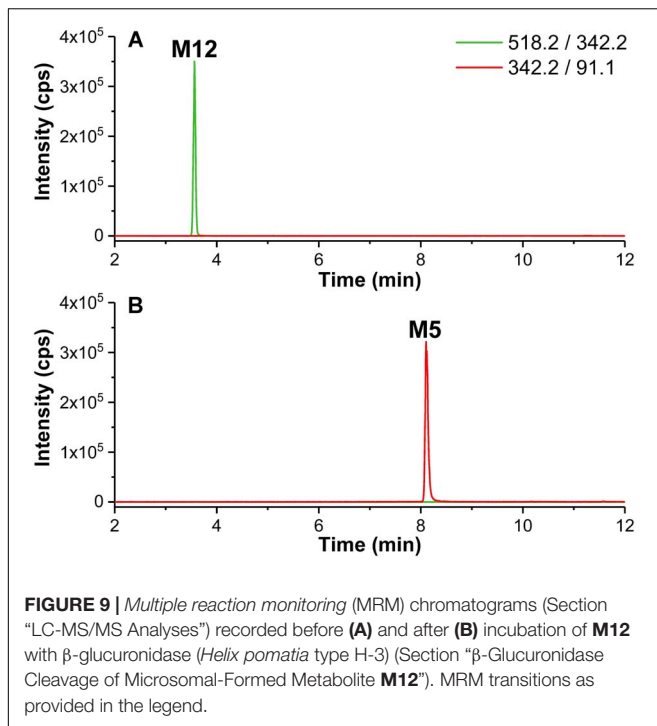 A
M12
518.2 / 342.2
342.2 / 91.1
4x10⁵
3x10⁵
2x10⁵
1x10⁵
0
Intensity (cps)
2 4 6 8 10 12
Time (min)
B
M5
4x10⁵
3x10⁵
2x10⁵
1x10⁵
0
Intensity (cps)
2 4 6 8 10 12
Time (min)
FIGURE 9 | Multiple reaction monitoring (MRM) chromatograms (Section
“LC-MS/MS Analyses”) recorded before (A) and after (B) incubation of M12
with β-glucuronidase (Helix pomatia type H-3) (Section “β-Glucuronidase
Cleavage of Microsomal-Formed Metabolite M12”). MRM transitions as
provided in the legend.